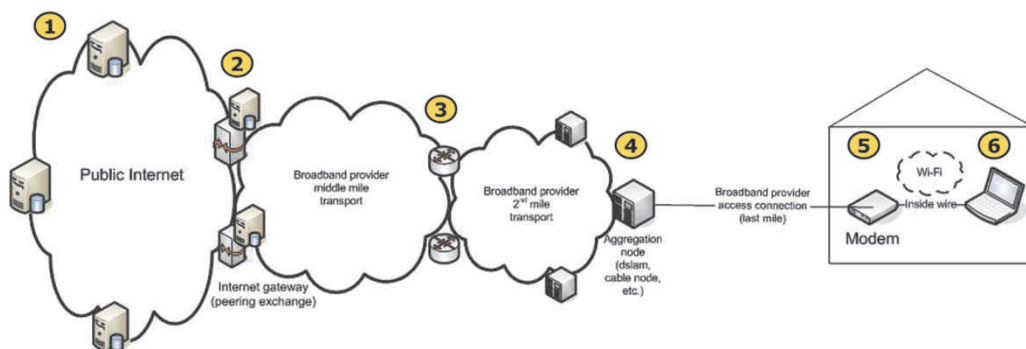 1
2
3
4
5
6
Public Internet
Broadband provider
middle mile
transport
Broadband provider
2nd mile
transport
Internet gateway
(peering exchange)
Aggregation
node
(dslam,
cable node,
etc.)
Broadband provider
access connection
(last mile)
Wi-Fi
Inside wire
Modem